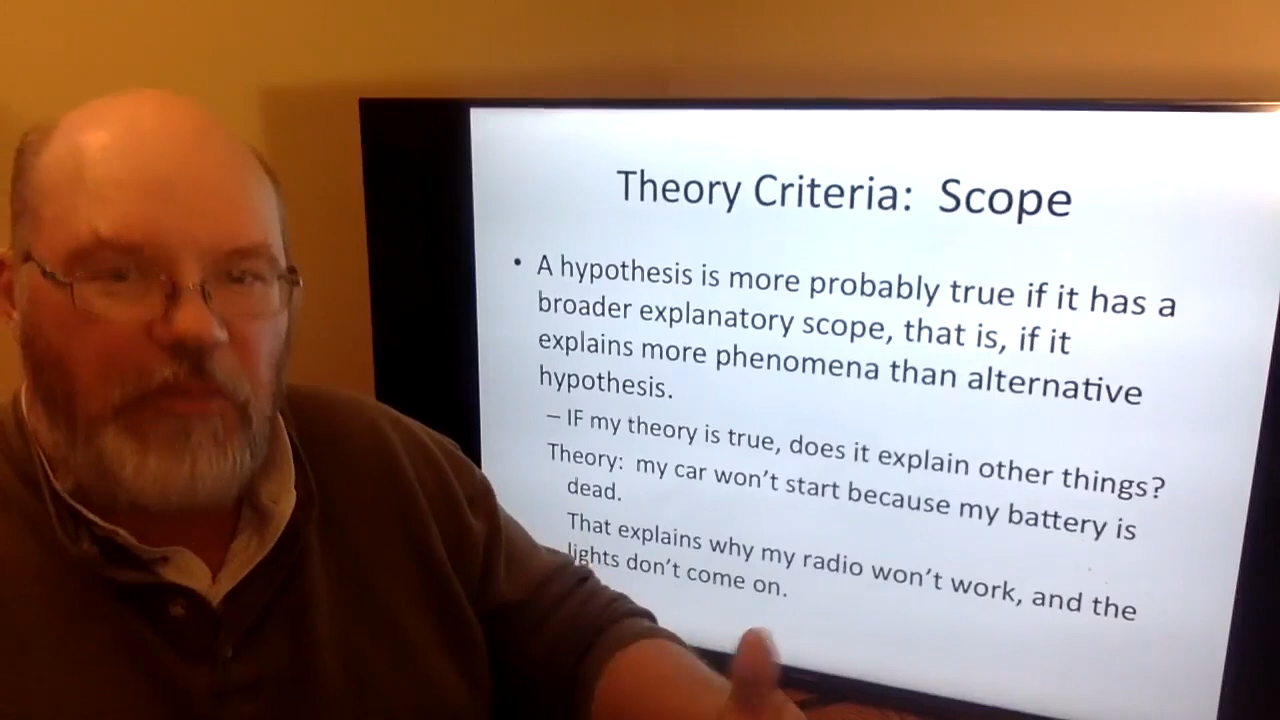 Theory Criteria: Scope
• A hypothesis is more probably true if it has a
broader explanatory scope, that is, if it
explains more phenomena than alternative
hypothesis.
– IF my theory is true, does it explain other things?
Theory: my car won't start because my battery is
dead.
That explains why my radio won't work, and the
lights don't come on.